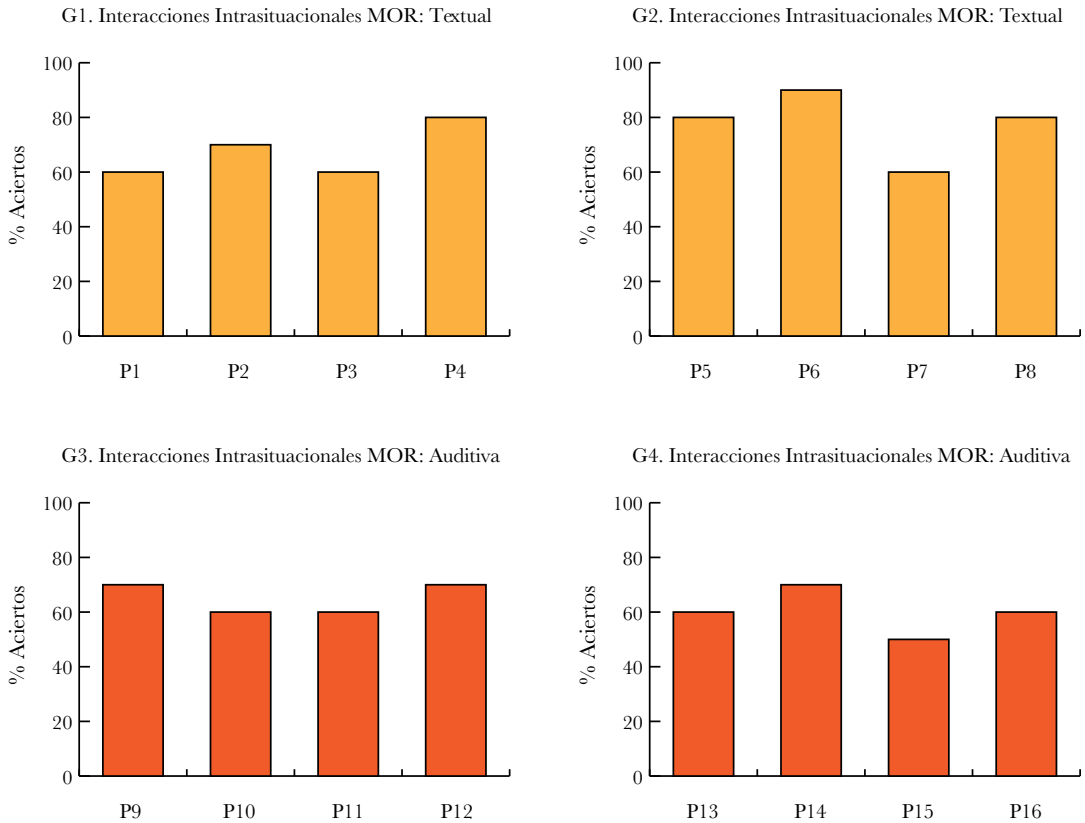 G1. Interacciones Intrasituacionales MOR: Textual
100
80
60
40
20
0
% Aciertos
P1 P2 P3 P4
G2. Interacciones Intrasituacionales MOR: Textual
100
80
60
40
20
0
% Aciertos
P5 P6 P7 P8
G3. Interacciones Intrasituacionales MOR: Auditiva
100
80
60
40
20
0
% Aciertos
P9 P10 P11 P12
G4. Interacciones Intrasituacionales MOR: Auditiva
100
80
60
40
20
0
% Aciertos
P13 P14 P15 P16